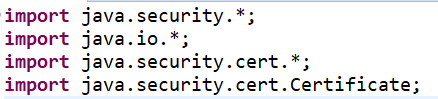 import java.security.*;
import java.io.*;
import java.security.cert.*;
import java.security.cert.Certificate;